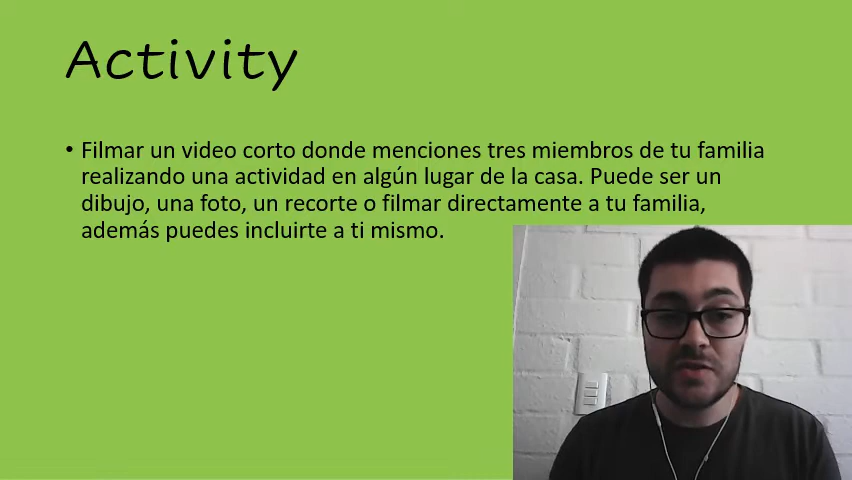 Activity
• Filmar un video corto donde menciones tres miembros de tu familia
realizando una actividad en algún lugar de la casa. Puede ser un
dibujo, una foto, un recorte o filmar directamente a tu familia,
además puedes incluirte a ti mismo.